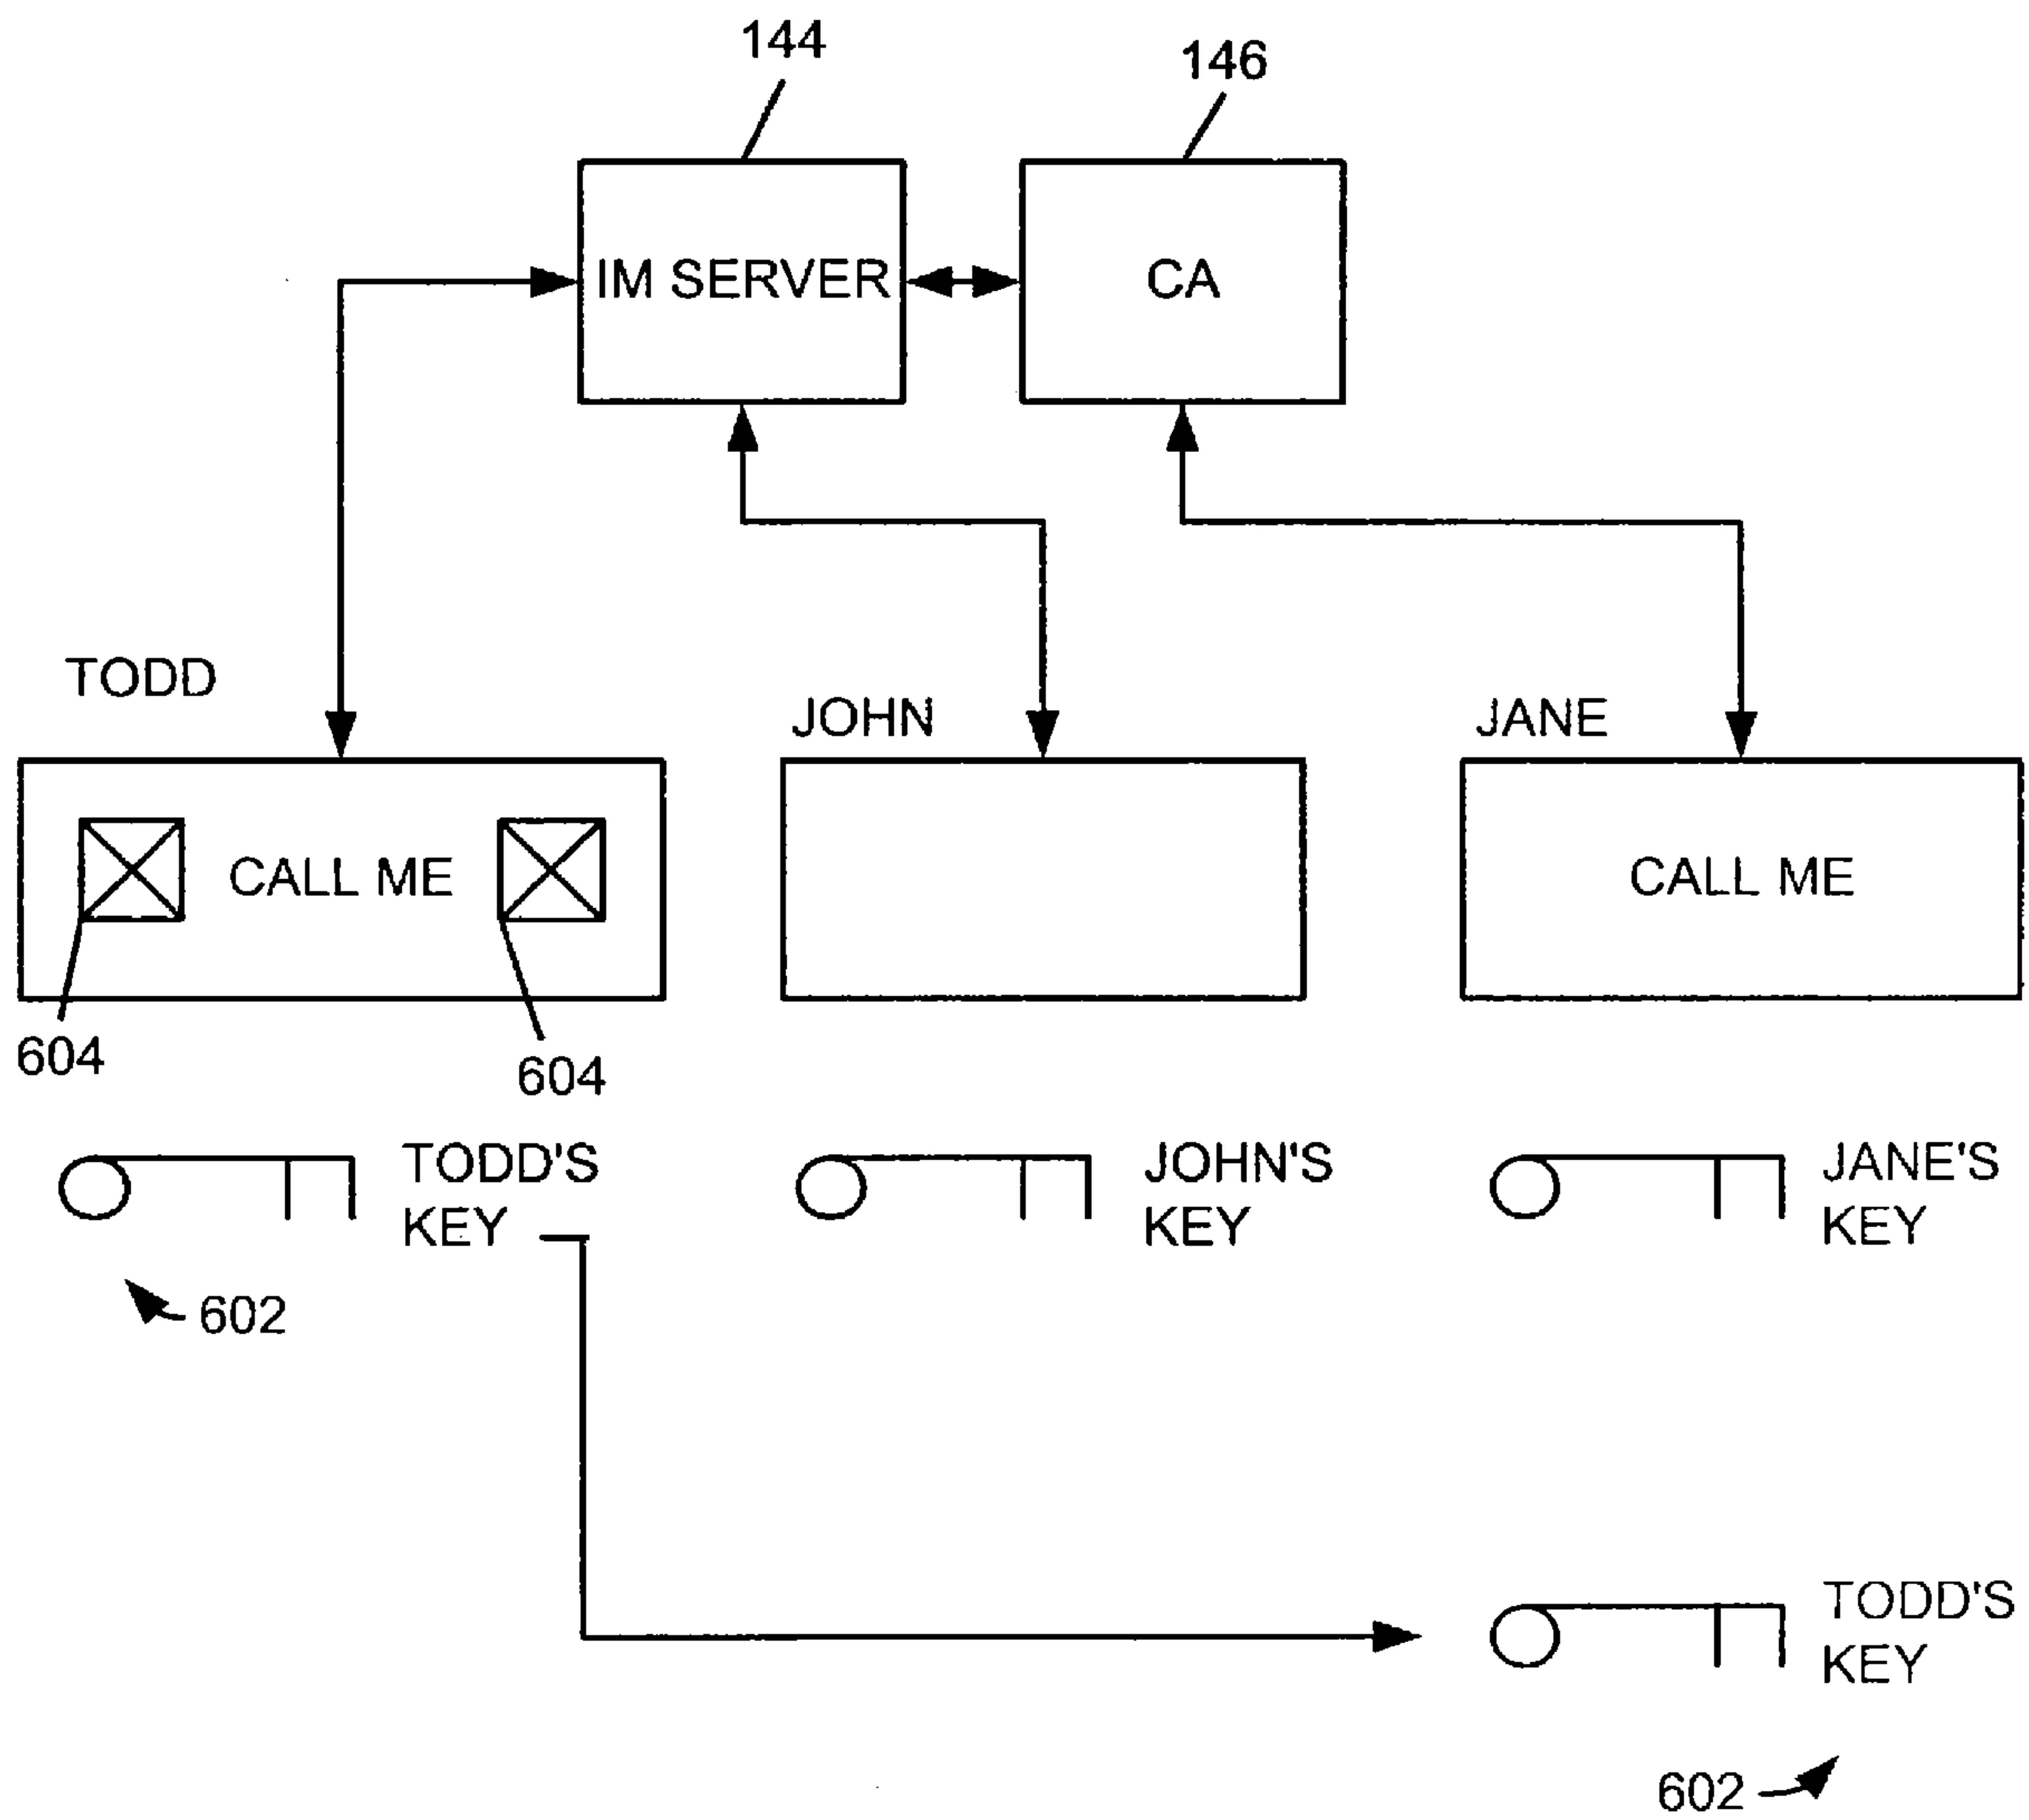 144
146
IM SERVER
CA
TODD
JOHN
JANE
CALL ME
CALL ME
604
604
TODD'S
KEY
JOHN'S
KEY
JANE'S
KEY
602
TODD'S
KEY
602